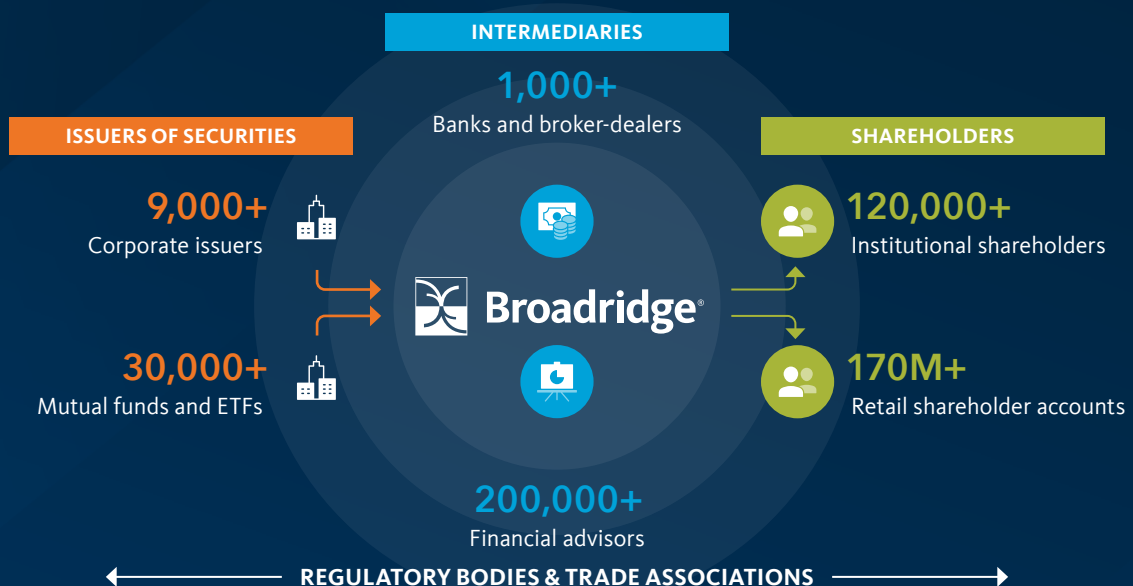 INTERMEDIARIES
1,000+
Banks and broker-dealers
ISSUERS OF SECURITIES
9,000+
Corporate issuers
30,000+
Mutual funds and ETFs
Broadridge®
SHAREHOLDERS
120,000+
Institutional shareholders
170M+
Retail shareholder accounts
200,000+
Financial advisors
REGULATORY BODIES & TRADE ASSOCIATIONS